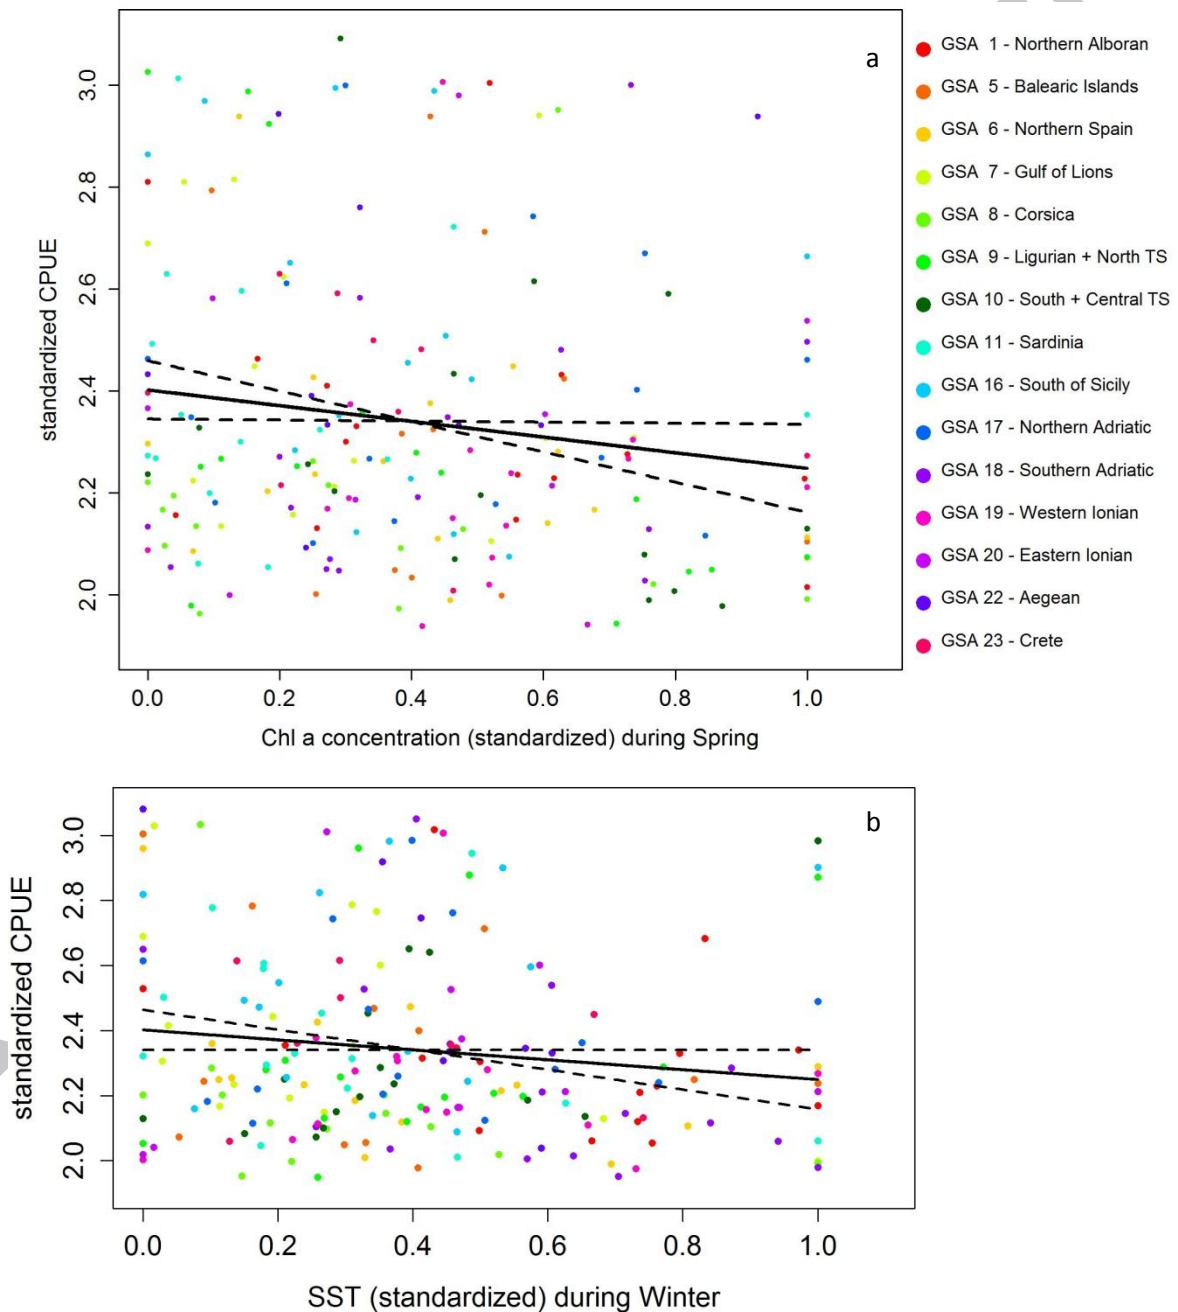 a
3.0
2.8
2.6
2.4
2.2
2.0
standardized CPUE
0.0 0.2 0.4 0.6 0.8 1.0
Chl a concentration (standardized) during Spring
GSA 1 - Northern Alboran
GSA 5 - Balearic Islands
GSA 6 - Northern Spain
GSA 7 - Gulf of Lions
GSA 8 - Corsica
GSA 9 - Ligurian + North TS
GSA 10 - South + Central TS
GSA 11 - Sardinia
GSA 16 - South of Sicily
GSA 17 - Northern Adriatic
GSA 18 - Southern Adriatic
GSA 19 - Western Ionian
GSA 20 - Eastern Ionian
GSA 22 - Aegean
GSA 23 - Crete
b
3.0
2.8
2.6
2.4
2.2
2.0
standardized CPUE
0.0 0.2 0.4 0.6 0.8 1.0
SST (standardized) during Winter